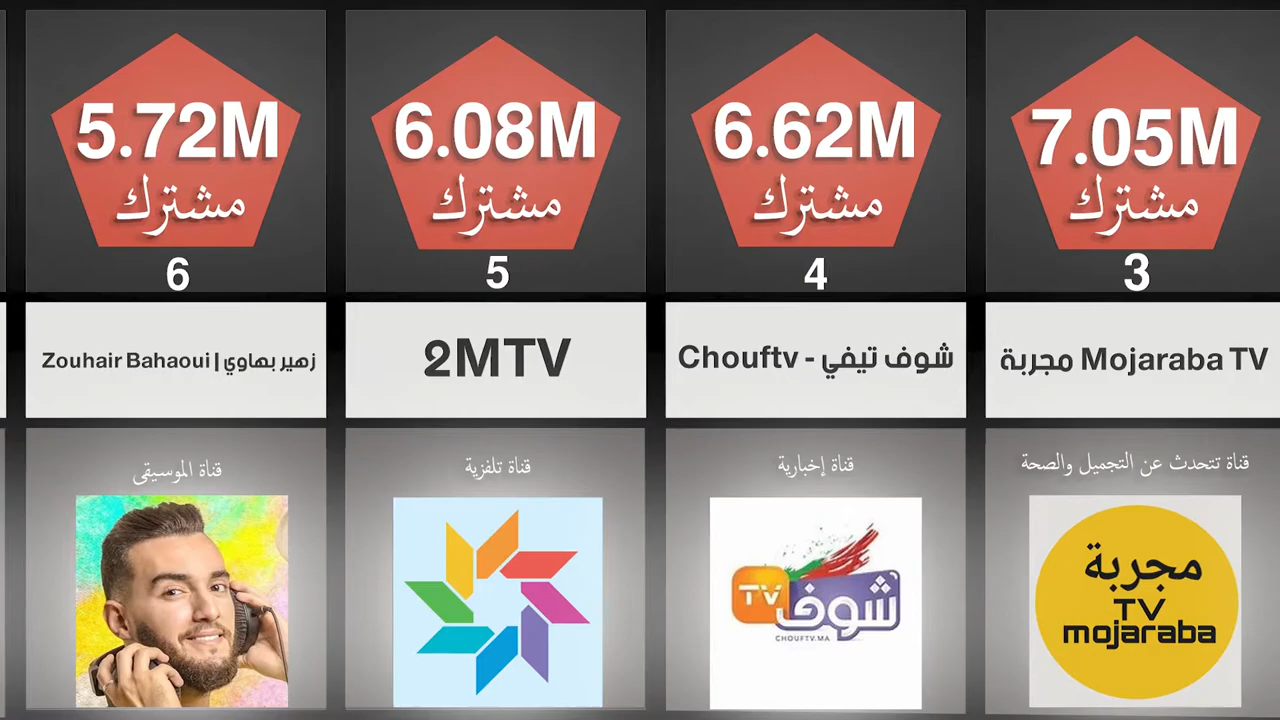 5.72M
مشترك
6
زهير بهاوي | Zouhair Bahaoui
قناة الموسيقى
6.08M
مشترك
5
2MTV
قناة تلفزية
6.62M
مشترك
4
شوف تيفي - Chouftv
قناة إخبارية
TV شوف
CHOUFTV.MA
7.05M
مشترك
3
Mojaraba TV مجربة
قناة تتحدث عن التجميل والصحة
مجربة
TV
mojaraba